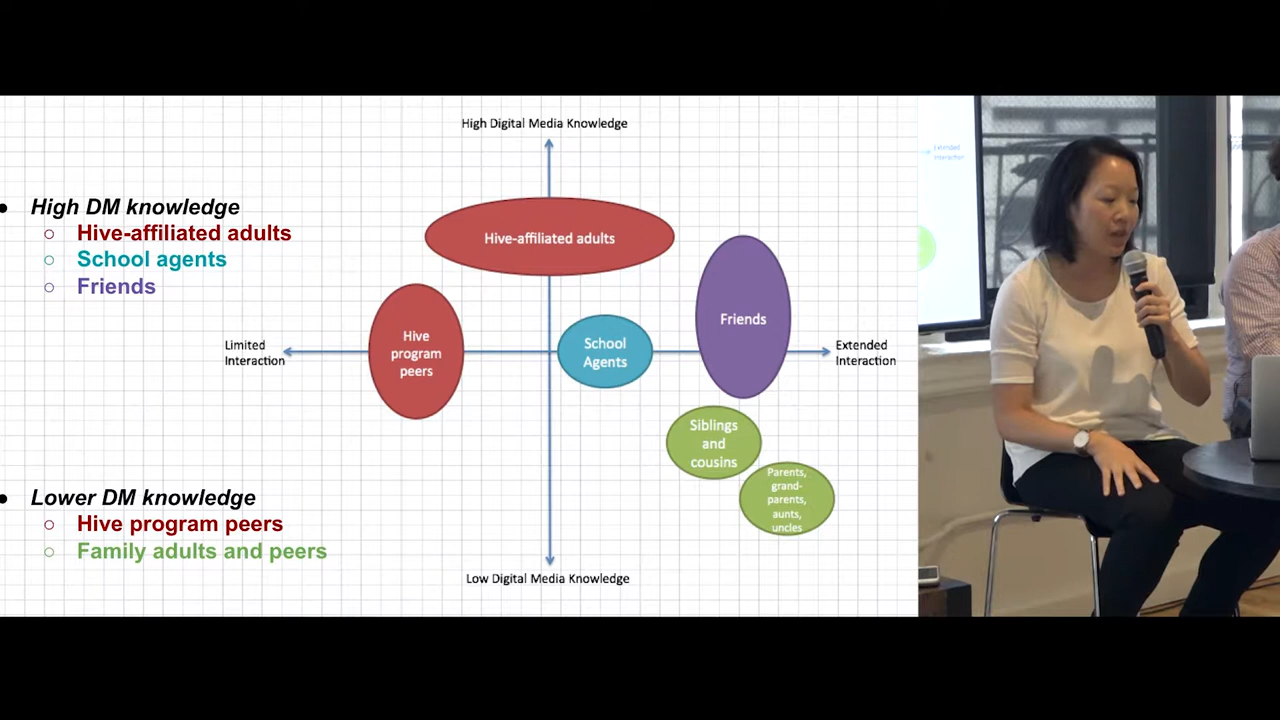 High Digital Media Knowledge
High DM knowledge
Hive-affiliated adults
School agents
Friends
Hive-affiliated adults
Friends
Hive
program
peers
School
Agents
Limited
Interaction
Extended
Interaction
Siblings
and
cousins
Parents,
grand-
parents,
aunts,
uncles
Lower DM knowledge
Hive program peers
Family adults and peers
Low Digital Media Knowledge
Extended
Interaction